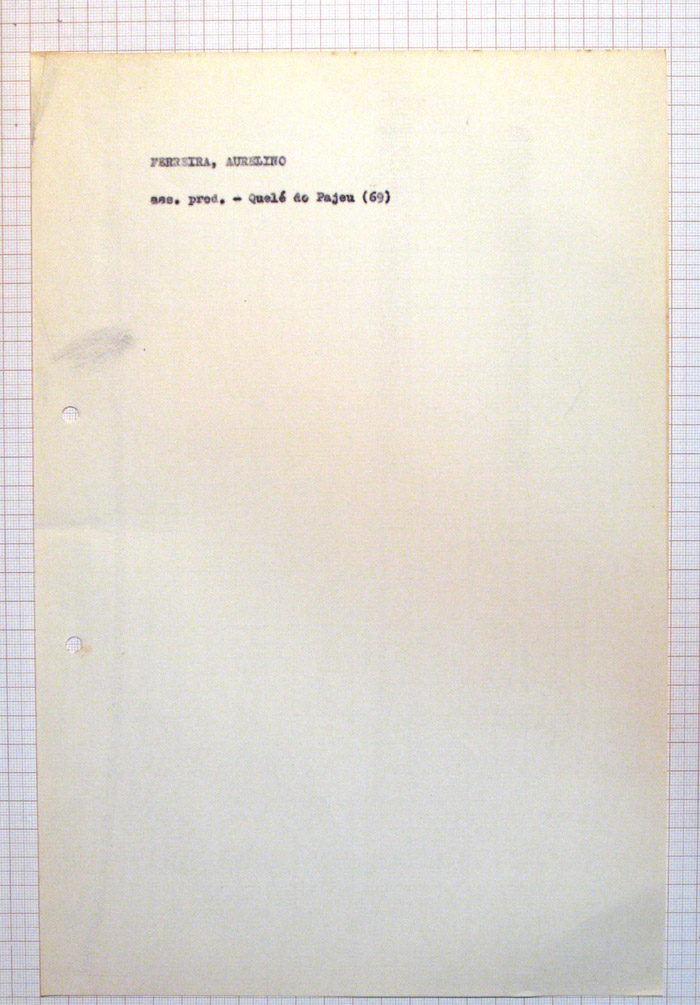 FERREIRA, AURELINO
ass. prod. - Quelé do Pajeu (69)